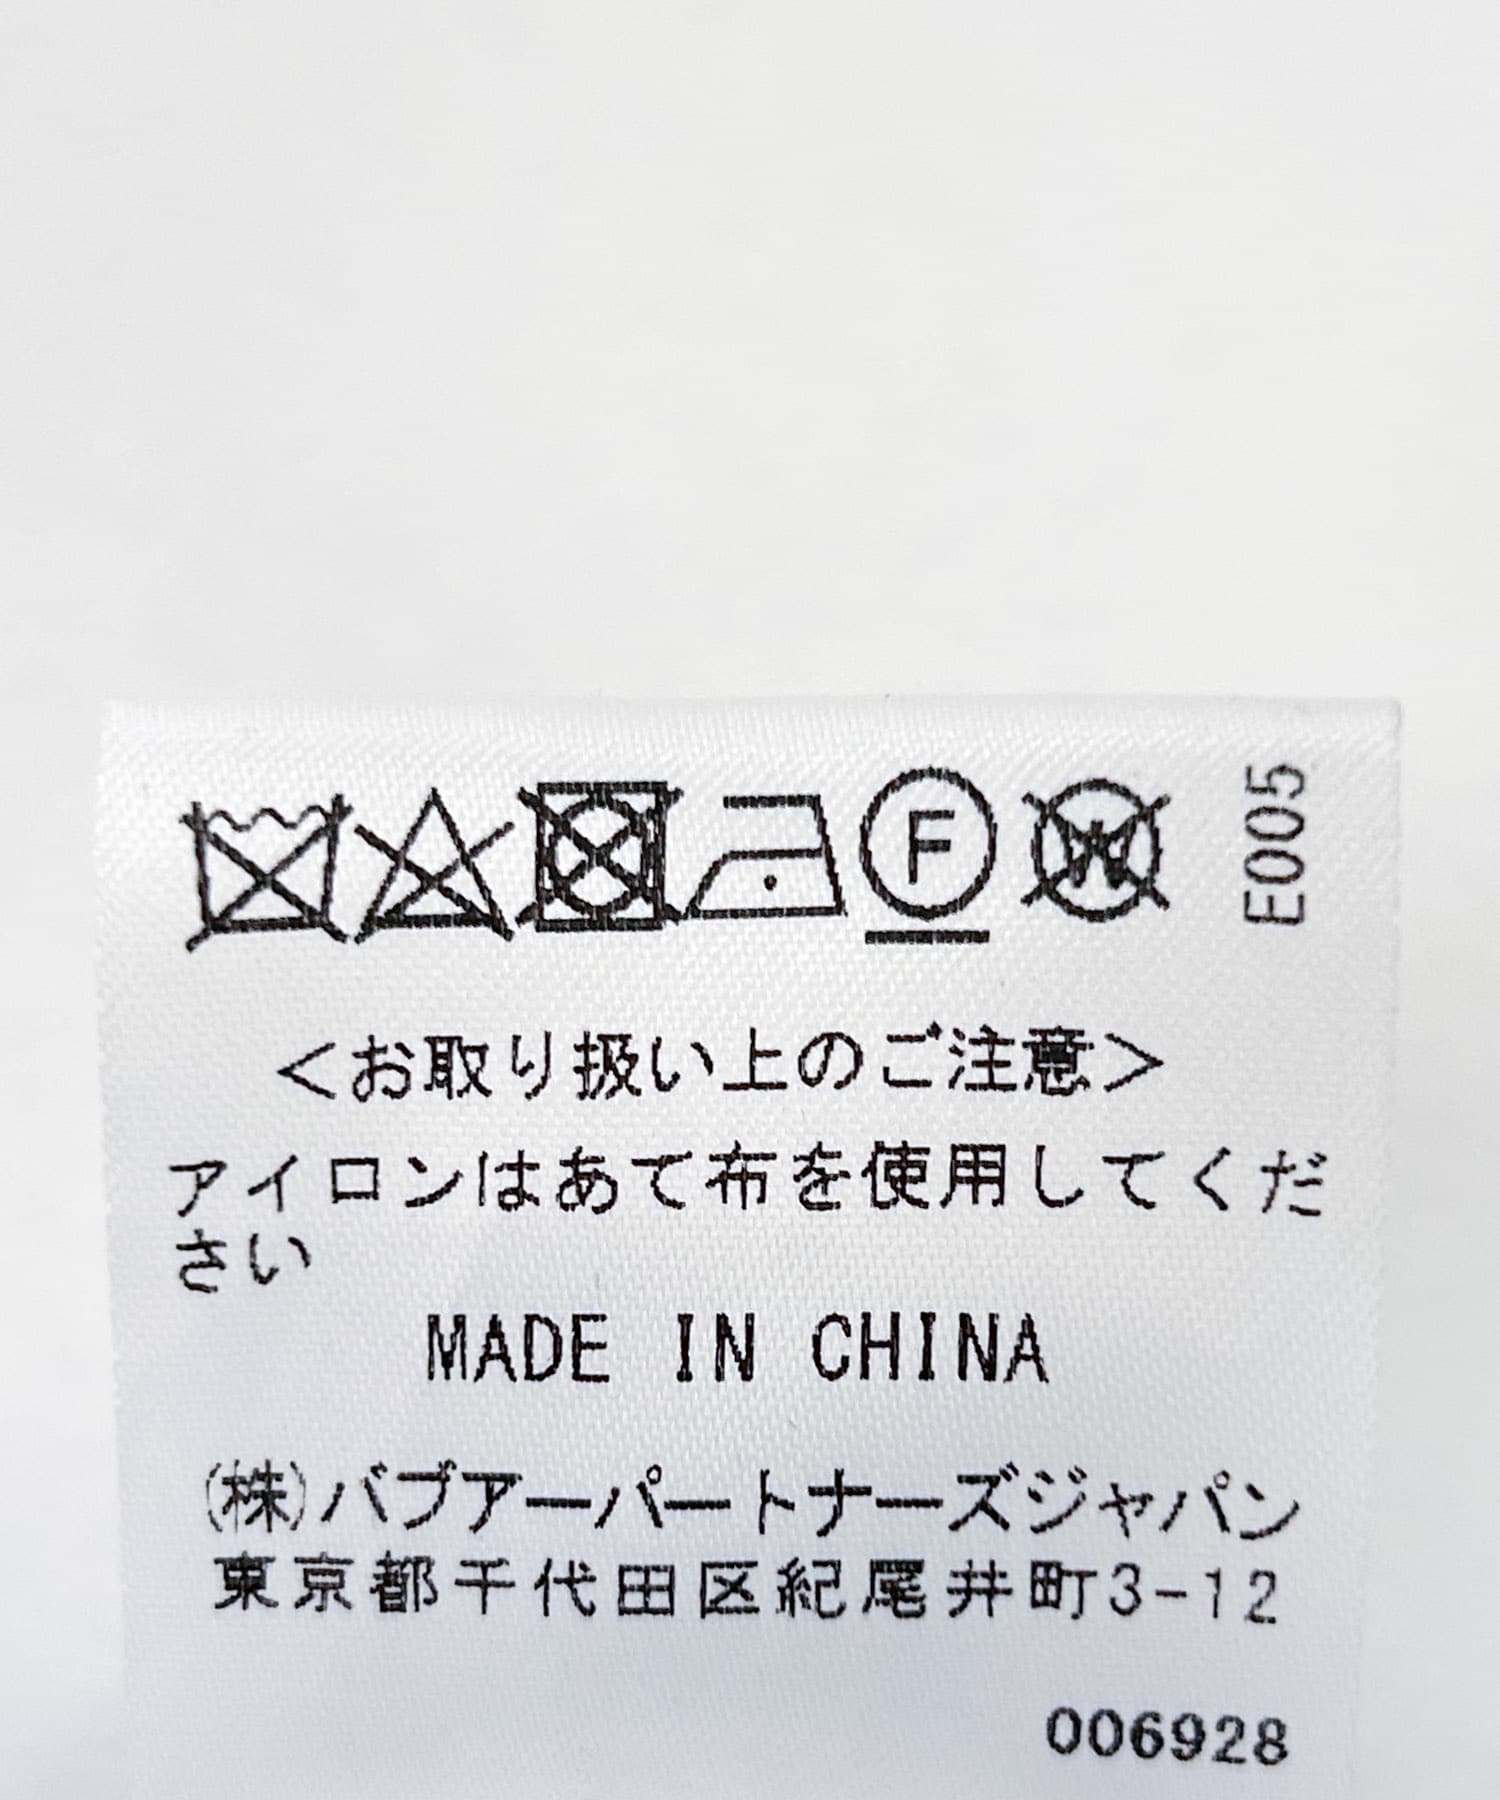 F
W
E005
＜お取り扱い上のご注意＞
アイロンはあて布を使用してくだ
さい
MADE IN CHINA
(株)バブアーパートナーズジャパン
東京都千代田区紀尾井町3-12
006928